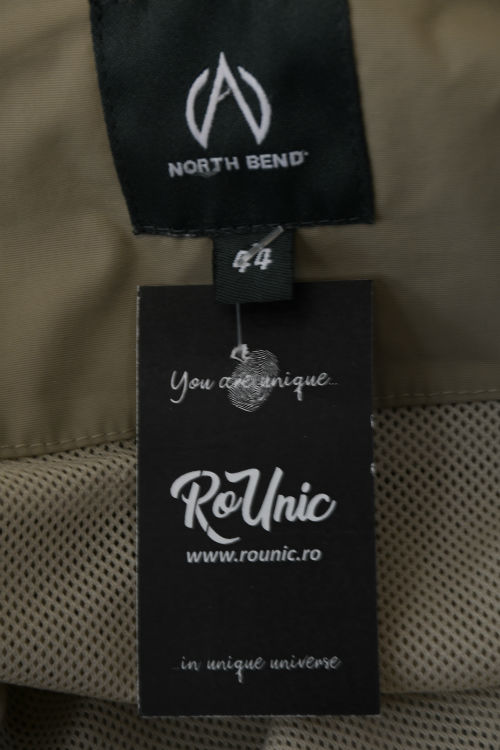 NORTH BEND
44
You are unique...
RoUnic
www.rounic.ro
...in unique universe